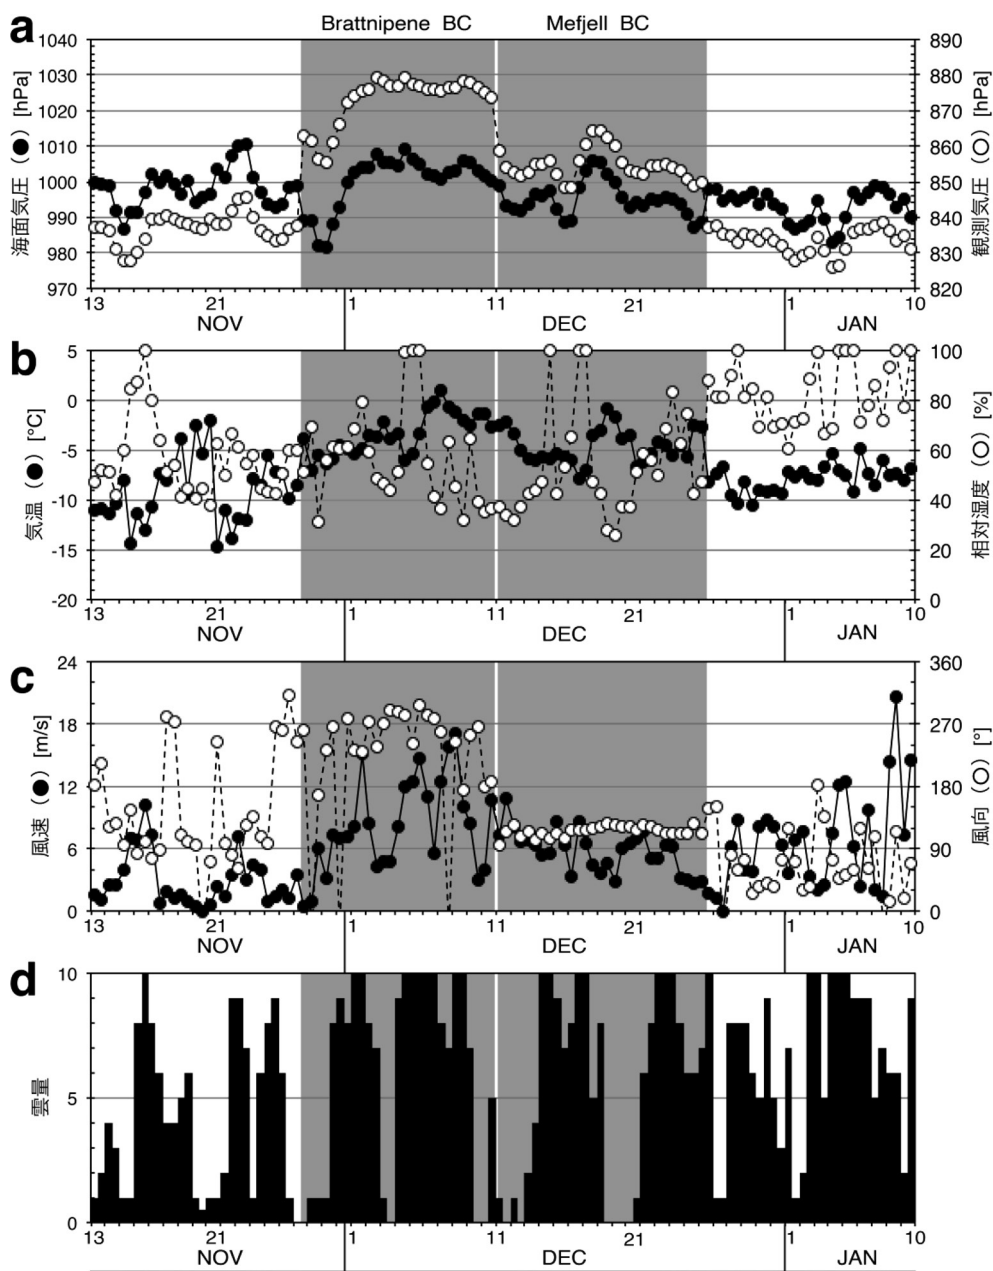 Brattnipene BC Mefjell BC
a
海面気圧（●）[hPa]
1040
1030
1020
1010
1000
990
980
970
890
880
870
860
850
840
830
820
観測気圧（○）[hPa]
13 21 1 11 21 1 10
NOV DEC JAN
b
気温（●）[°C]
5
0
-5
-10
-15
-20
100
80
60
40
20
0
相対湿度（○）[%]
13 21 1 11 21 1 10
NOV DEC JAN
c
風速（●）[m/s]
24
18
12
6
0
360
270
180
90
0
風向（○）[°]
13 21 1 11 21 1 10
NOV DEC JAN
d
雲量
10
5
0
13 21 1 11 21 1 10
NOV DEC JAN